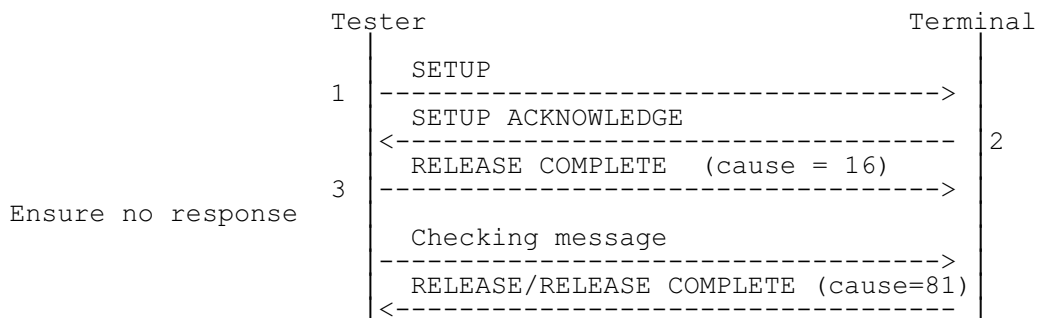 Tester Terminal
SETUP
1
SETUP ACKNOWLEDGE
2
RELEASE COMPLETE (cause = 16)
3
Ensure no response
Checking message
RELEASE/RELEASE COMPLETE (cause=81)